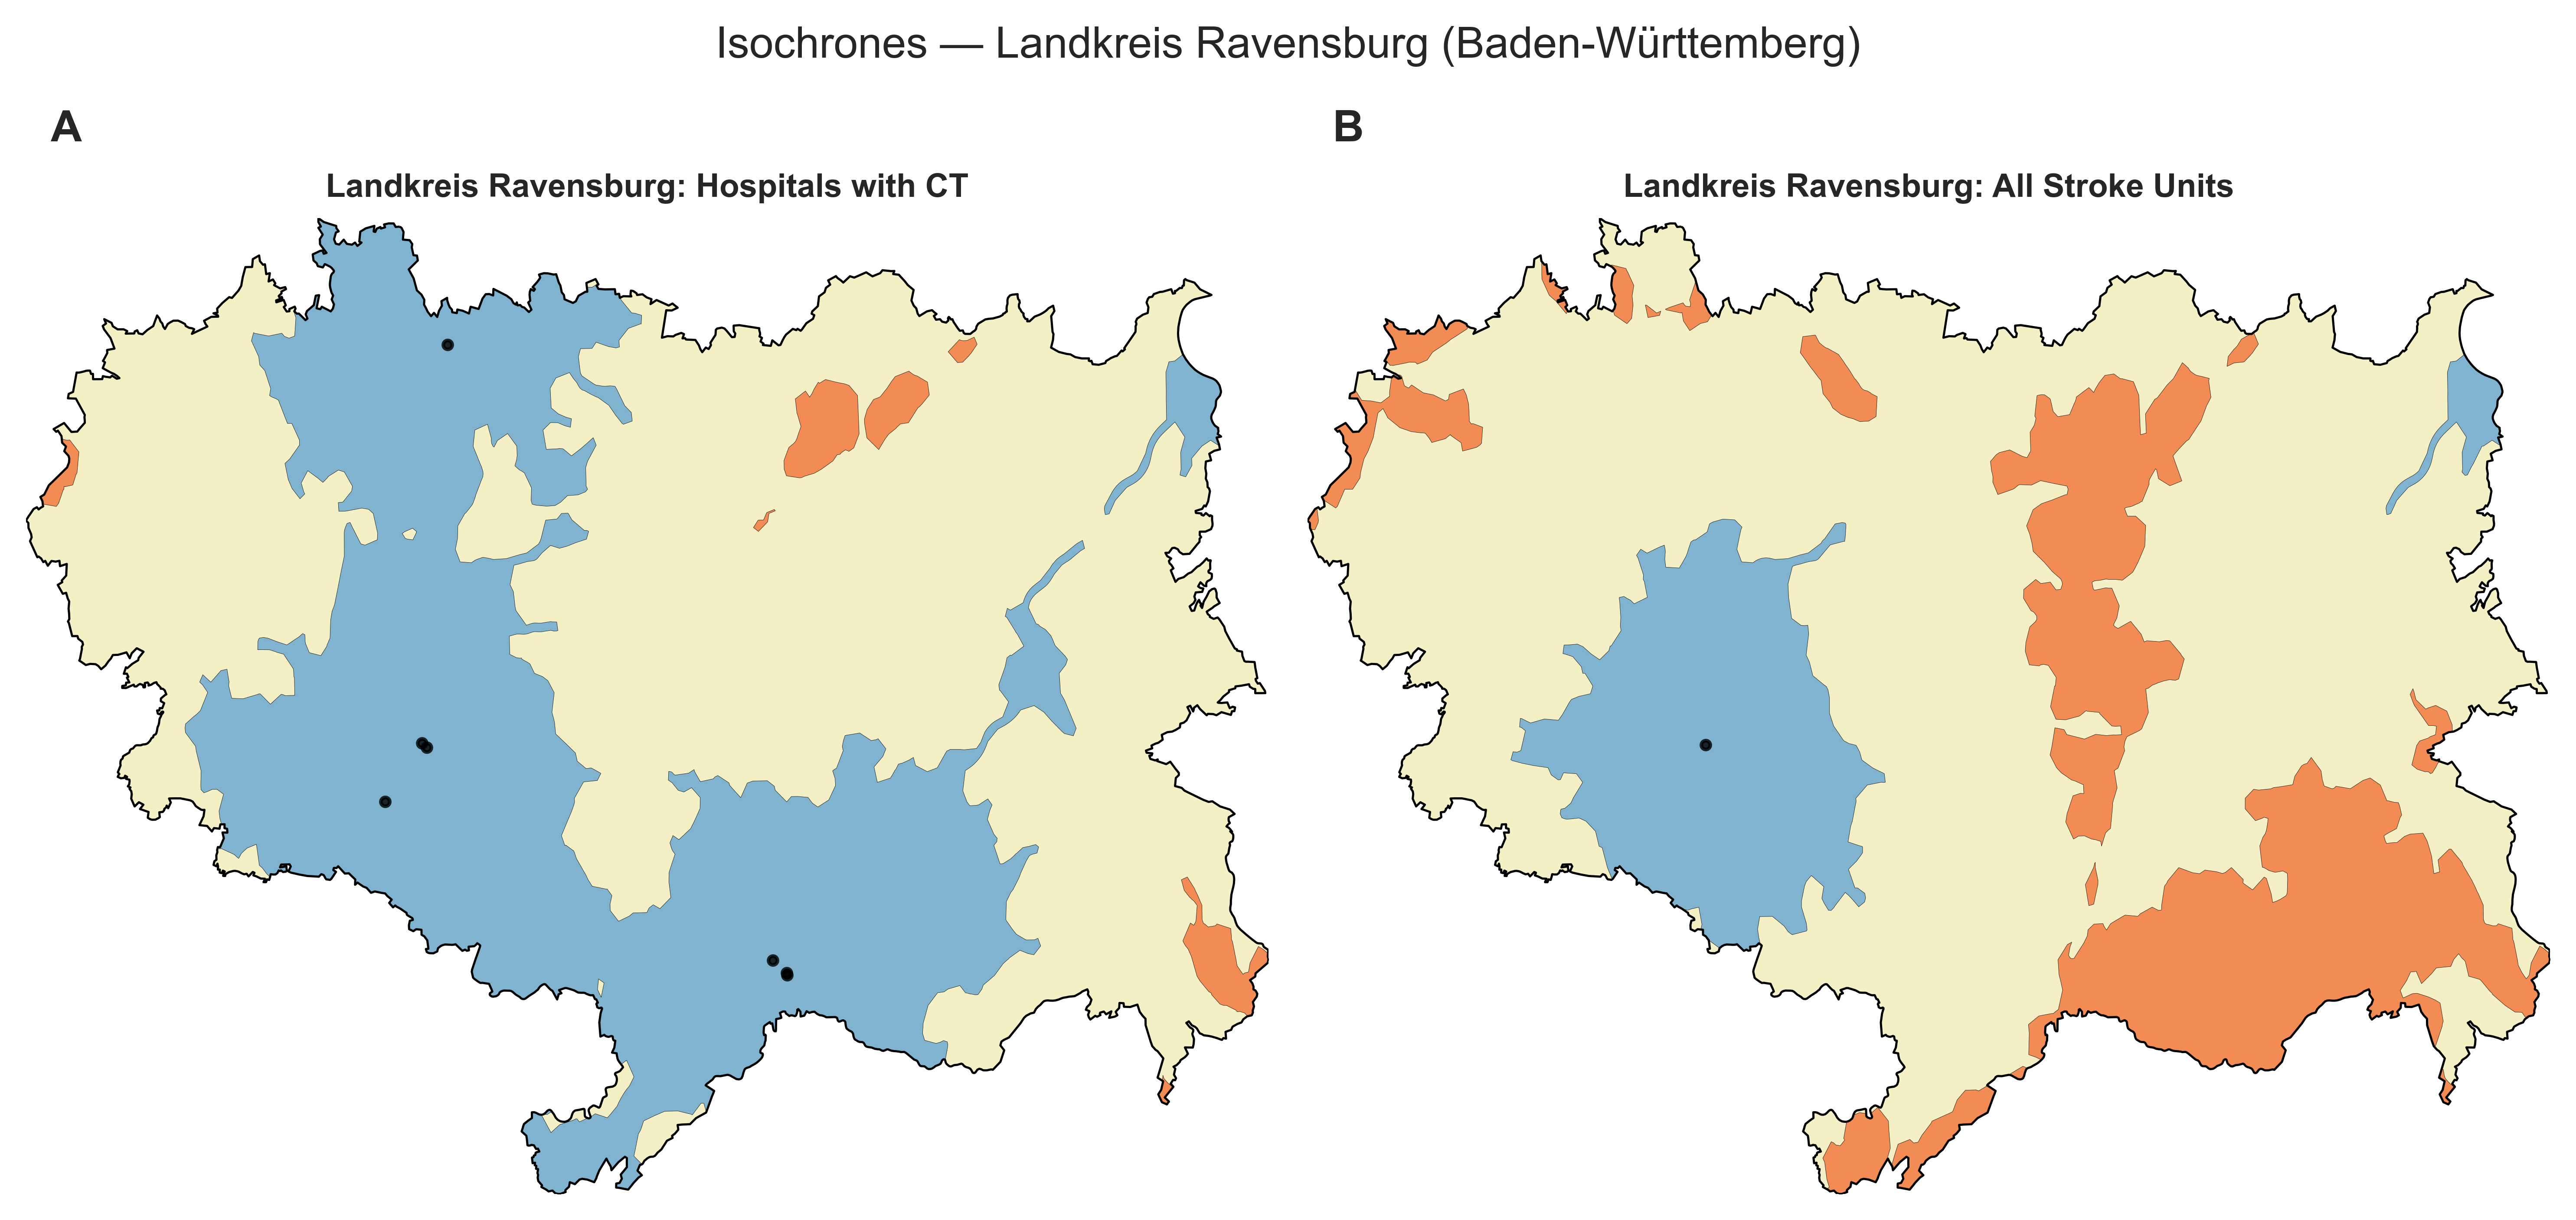 Isochrones — Landkreis Ravensburg (Baden-Württemberg)
A
B
Landkreis Ravensburg: Hospitals with CT
Landkreis Ravensburg: All Stroke Units